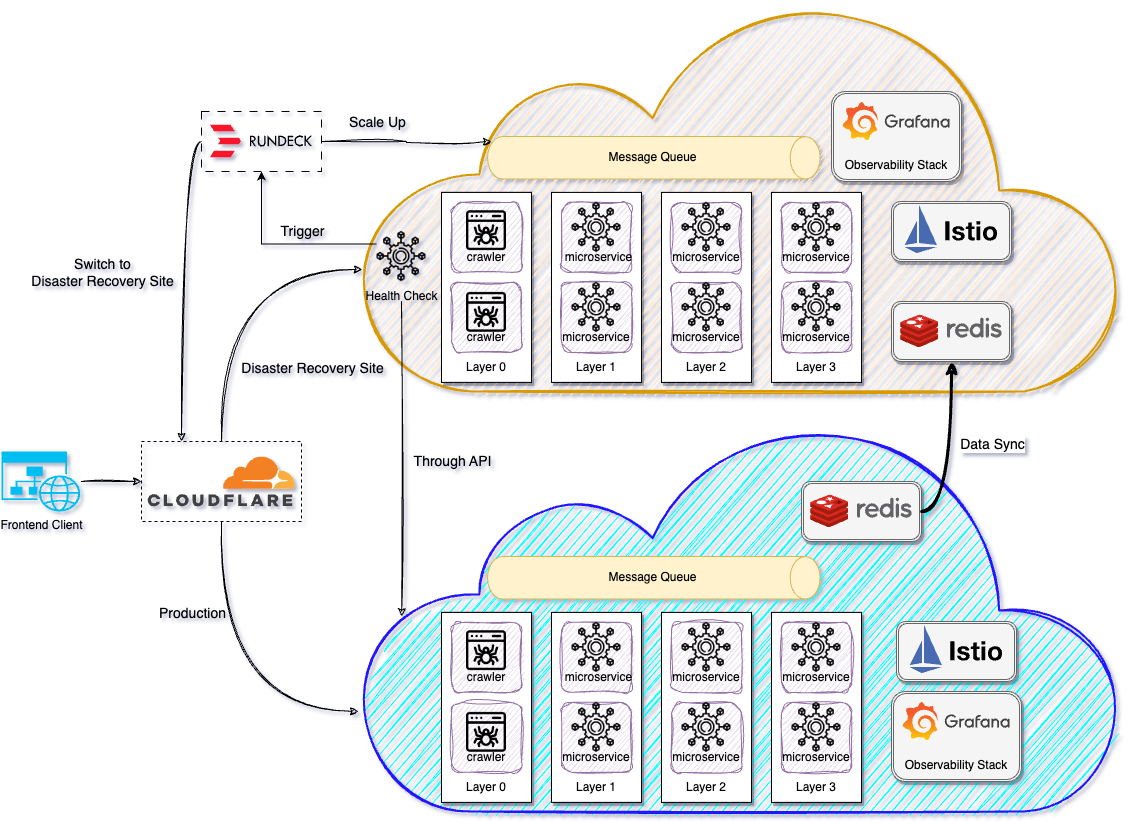 Grafana
Observability Stack
Message Queue
Scale Up
RUNDECK
Trigger
Istio
crawler
microservice
microservice
microservice
Switch to
Disaster Recovery Site
Health Check
redis
crawler
microservice
microservice
microservice
Layer 0
Layer 1
Layer 2
Layer 3
Disaster Recovery Site
Data Sync
Through API
CLOUDFLARE
Frontend Client
redis
Message Queue
Production
Istio
crawler
microservice
microservice
microservice
Grafana
Observability Stack
crawler
microservice
microservice
microservice
Layer 0
Layer 1
Layer 2
Layer 3